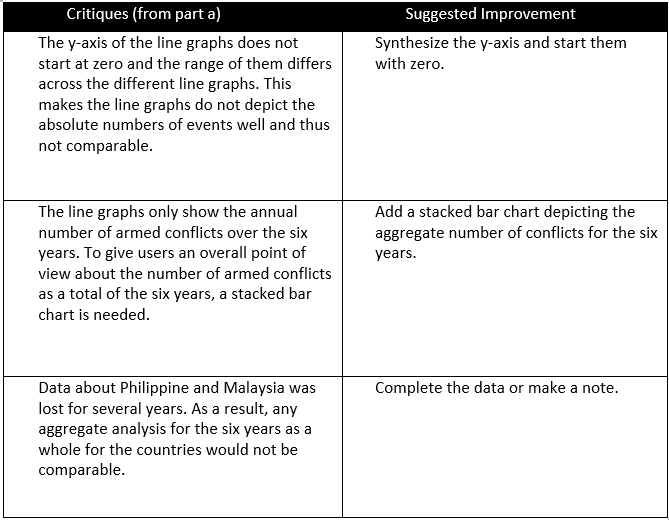 Critiques (from part a)
Suggested Improvement
The y-axis of the line graphs does not
start at zero and the range of them differs
across the different line graphs. This
makes the line graphs do not depict the
absolute numbers of events well and thus
not comparable.
Synthesize the y-axis and start them
with zero.
The line graphs only show the annual
number of armed conflicts over the six
years. To give users an overall point of
view about the number of armed conflicts
as a total of the six years, a stacked bar
chart is needed.
Add a stacked bar chart depicting the
aggregate number of conflicts for the six
years.
Data about Philippine and Malaysia was
lost for several years. As a result, any
aggregate analysis for the six years as a
whole for the countries would not be
comparable.
Complete the data or make a note.